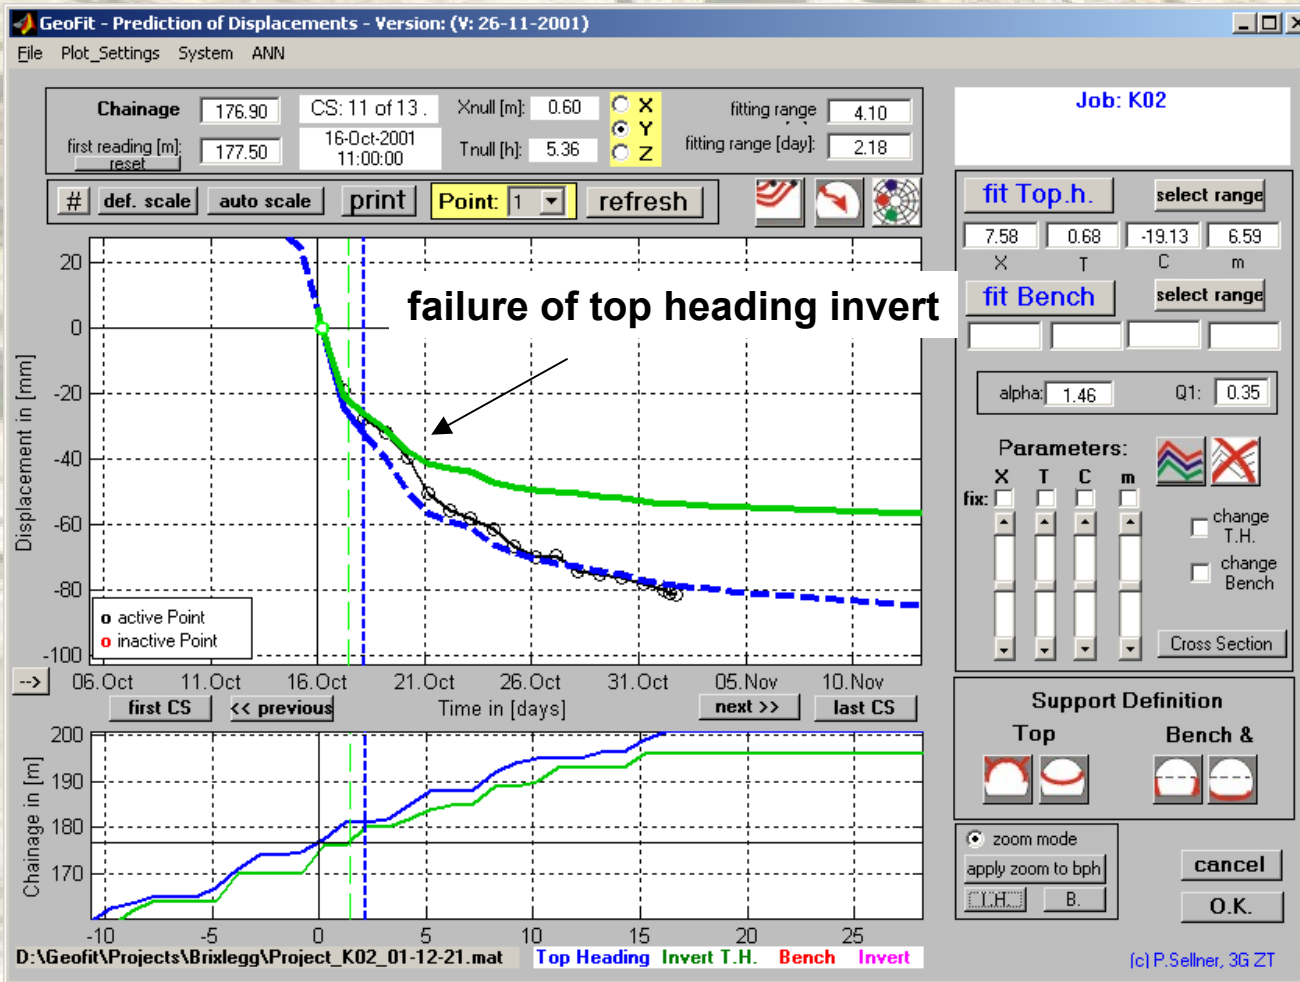 GeoFit - Prediction of Displacements - Version: (V: 26-11-2001)
File Plot_Settings System ANN
Chainage 176.90 CS: 11 of 13 . Xnull [m]: 0.60 X fitting range 4.10
first reading [m]: 177.50 16-Oct-2001 11:00:00 Tnull [h]: 5.36 Y fitting range [day]: 2.18
reset Z
# def. scale auto scale print Point: 1 refresh
Job: K02
fit Top.h. select range
7.58 0.68 -19.13 6.59
X T C m
fit Bench select range
alpha: 1.46 Q1: 0.35
Parameters:
X T C m
fix:
change T.H.
change Bench
Cross Section
failure of top heading invert
Displacement in [mm]
20
0
-20
-40
-60
-80
-100
o active Point
o inactive Point
--> 06.Oct 11.Oct 16.Oct 21.Oct 26.Oct 31.Oct 05.Nov 10.Nov
first CS << previous Time in [days] next >> last CS
Chainage in [m]
200
190
180
170
-10 -5 0 5 10 15 20 25
Support Definition
Top Bench &
zoom mode
apply zoom to bph
T.H. B.
cancel
O.K.
D:\Geofit\Projects\Brixlegg\Project_K02_01-12-21.mat Top Heading Invert T.H. Bench Invert
(c) P.Sellner, 3G ZT